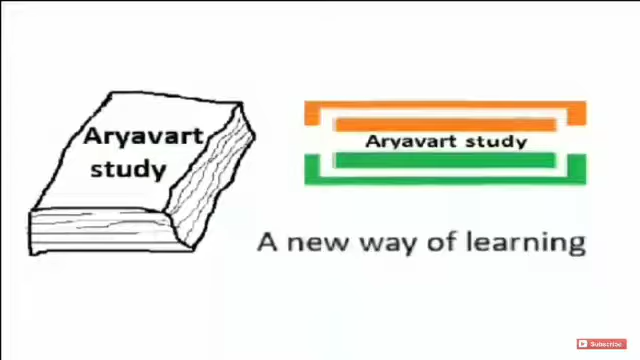 Aryavart
study
Aryavart study
A new way of learning
Subscribe